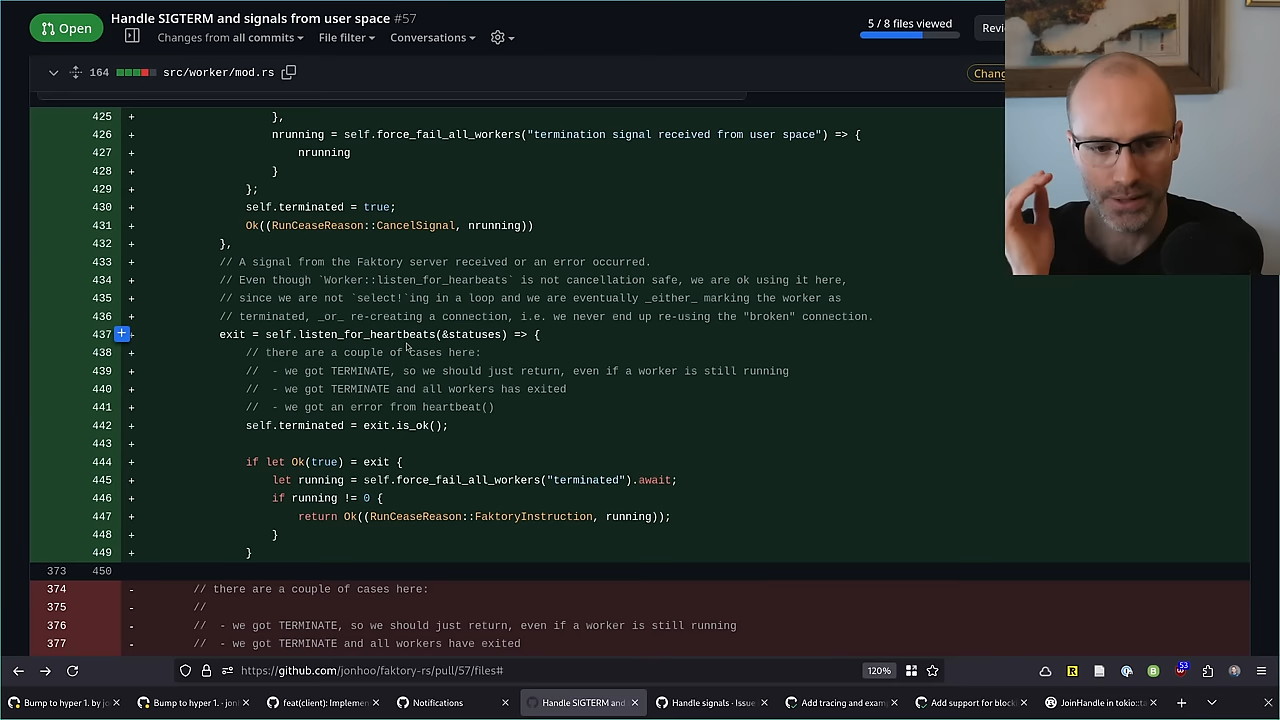 Open
Handle SIGTERM and signals from user space #57
Changes from all commits File filter Conversations
5 / 8 files viewed
164 src/worker/mod.rs
425 + },
426 + nrunning = self.force_fail_all_workers("termination signal received from user space") => {
427 + nrunning
428 + }
429 + };
430 + self.terminated = true;
431 + Ok((RunCeaseReason::CancelSignal, nrunning))
432 + },
433 + // A signal from the Faktory server received or an error occurred.
434 + // Even though `Worker::listen_for_hearbeats` is not cancellation safe, we are ok using it here,
435 + // since we are not `select!`ing in a loop and we are eventually _either_ marking the worker as
436 + // terminated, _or_ re-creating a connection, i.e. we never end up re-using the "broken" connection.
437 + exit = self.listen_for_heartbeats(&statuses) => {
438 + // there are a couple of cases here:
439 + // - we got TERMINATE, so we should just return, even if a worker is still running
440 + // - we got TERMINATE and all workers has exited
441 + // - we got an error from heartbeat()
442 + self.terminated = exit.is_ok();
443 +
444 + if let Ok(true) = exit {
445 + let running = self.force_fail_all_workers("terminated").await;
446 + if running != 0 {
447 + return Ok((RunCeaseReason::FaktoryInstruction, running));
448 + }
449 + }
373 450
374 - // there are a couple of cases here:
375 - //
376 - // - we got TERMINATE, so we should just return, even if a worker is still running
377 - // - we got TERMINATE and all workers have exited
https://github.com/jonhoo/faktory-rs/pull/57/files# 120% 53
Bump to hyper 1. by jo Bump to hyper 1. - jon feat(client): Implemen Notifications Handle SIGTERM and Handle signals · Issue Add tracing and exam Add support for block JoinHandle in tokio::ta